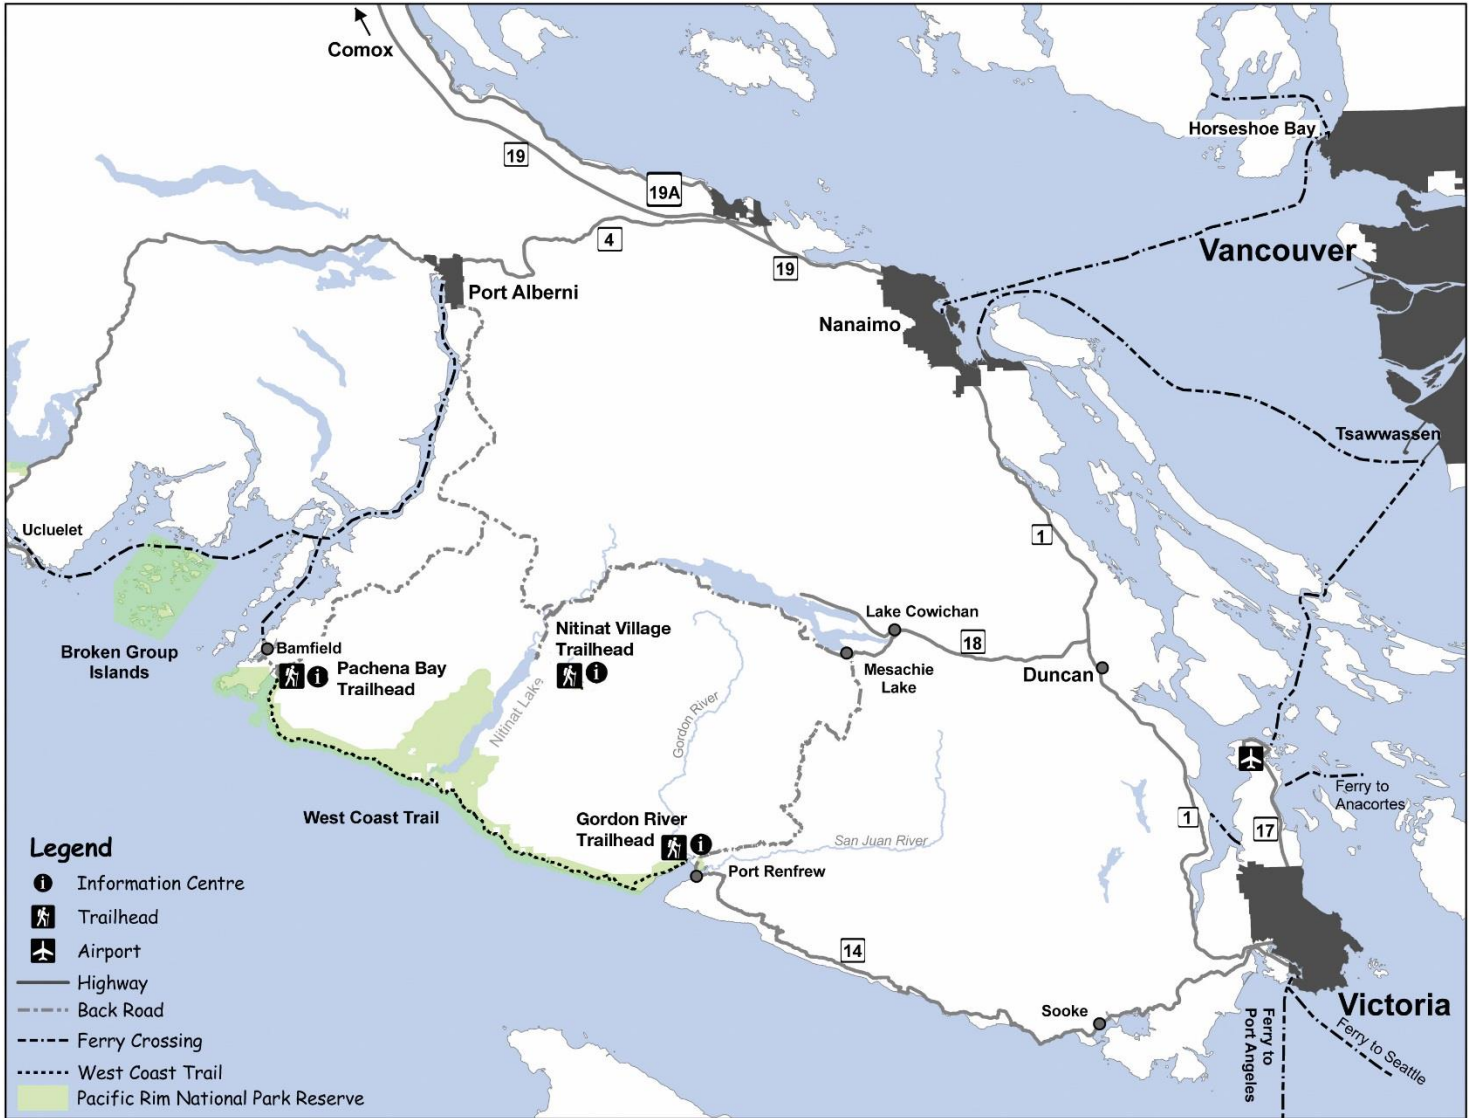 Comox
Horseshoe Bay
19
19A
Vancouver
4
19
Port Alberni
Nanaimo
Tsawwassen
Ucluelet
1
Lake Cowichan
Nitinat Village
Trailhead
i
18
Broken Group
Islands
Bamfield
Pachena Bay
Trailhead
i
Mesachie
Lake
Duncan
Nitinat Lake
Gordon River
Ferry to
Anacortes
West Coast Trail
Gordon River
Trailhead
i
1
17
San Juan River
Port Renfrew
14
Sooke
Victoria
Ferry to
Port Angeles
Ferry to Seattle
Legend
i
Information Centre
Trailhead
Airport
Highway
Back Road
Ferry Crossing
West Coast Trail
Pacific Rim National Park Reserve